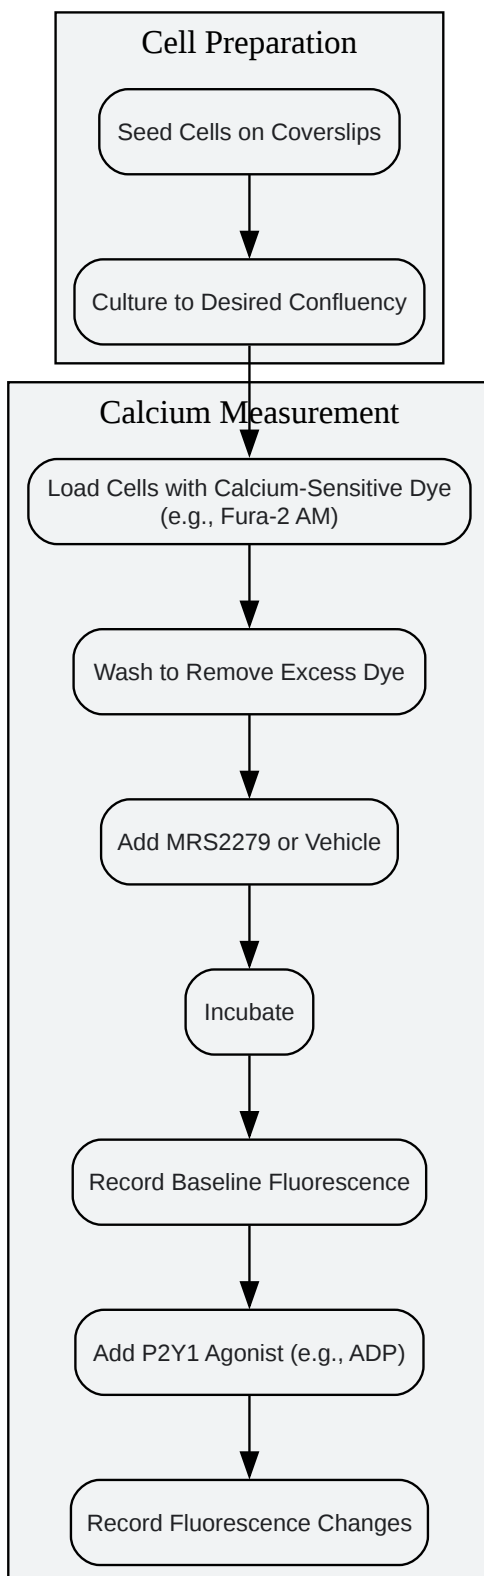 Cell Preparation
Seed Cells on Coverslips
Culture to Desired Confluency
Calcium Measurement
Load Cells with Calcium-Sensitive Dye
(e.g., Fura-2 AM)
Wash to Remove Excess Dye
Add MRS2279 or Vehicle
Incubate
Record Baseline Fluorescence
Add P2Y1 Agonist (e.g., ADP)
Record Fluorescence Changes